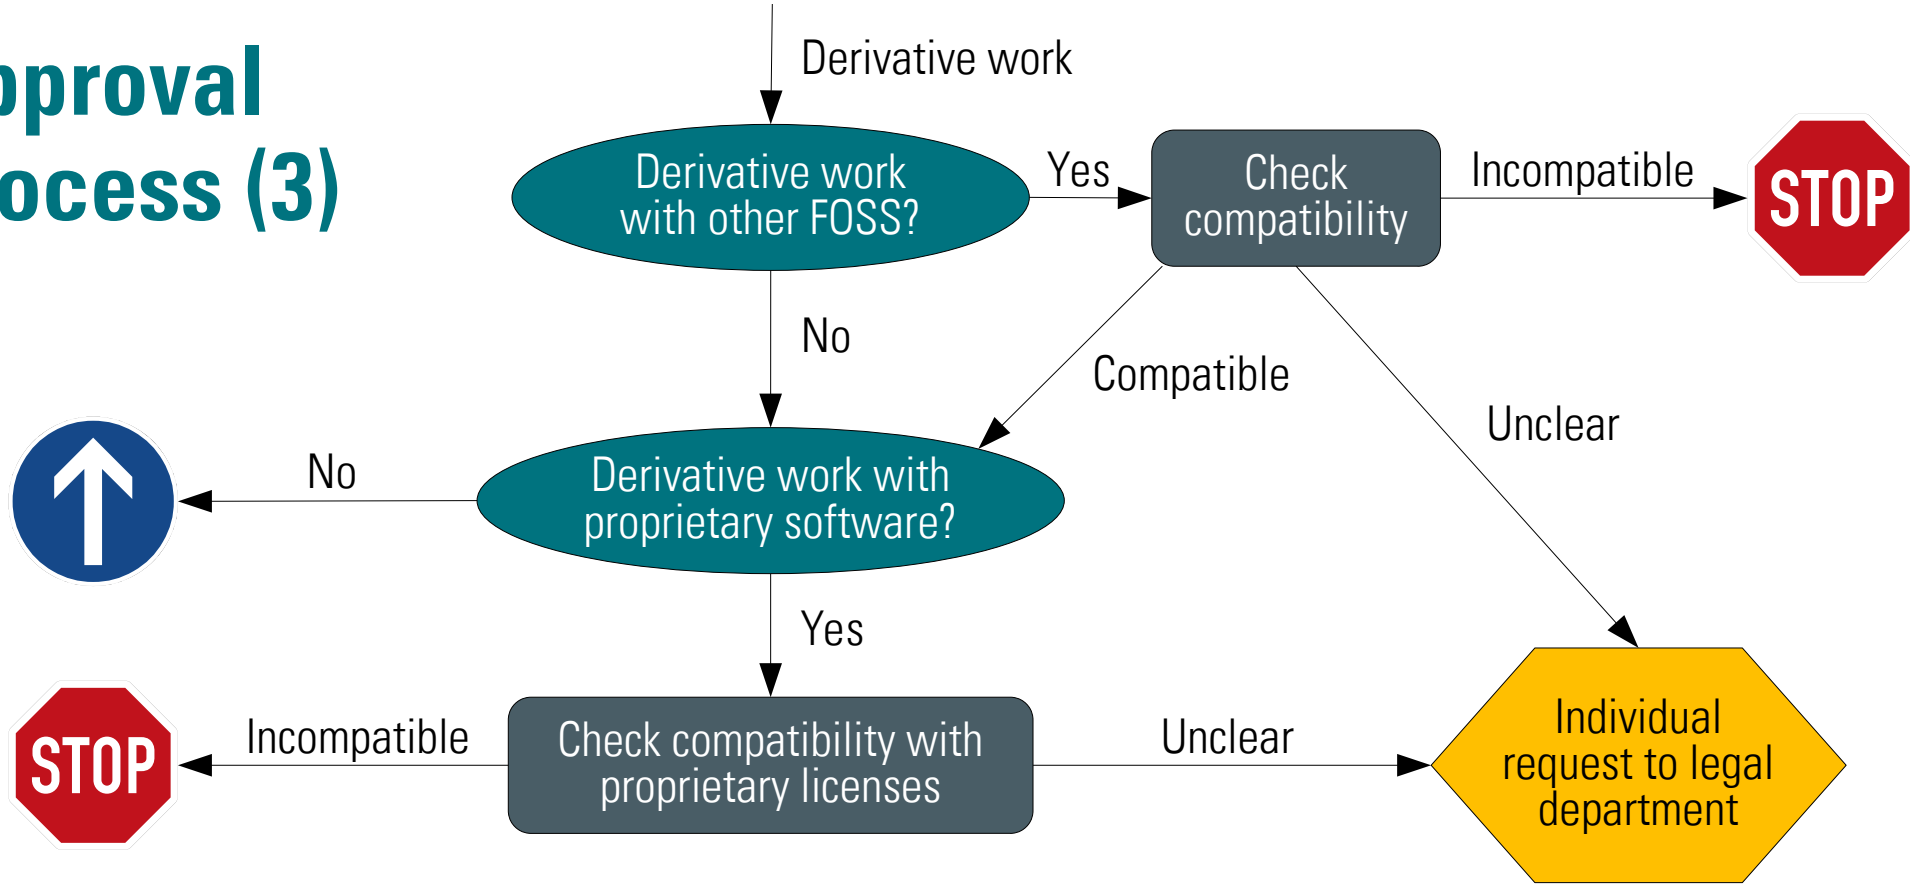 pproval
ocess (3)
Derivative work
Derivative work
with other FOSS?
Yes
Check
compatibility
Incompatible
STOP
No
Compatible
Unclear
No
Derivative work with
proprietary software?
Yes
STOP
Incompatible
Check compatibility with
proprietary licenses
Unclear
Individual
request to legal
department